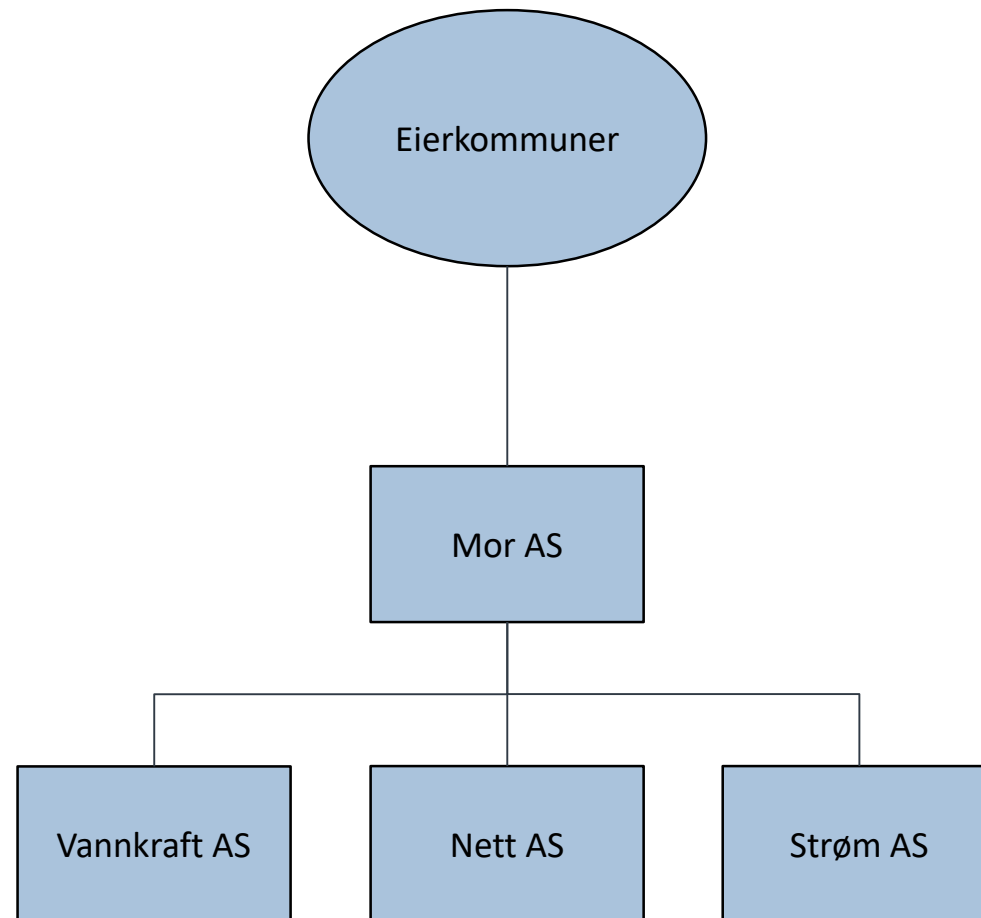 Eierkommuner
Mor AS
Vannkraft AS
Nett AS
Strøm AS